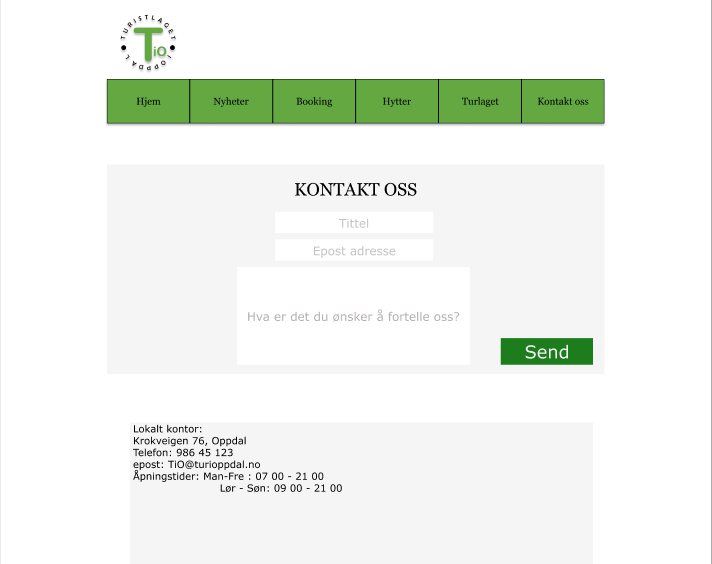 TURISTLAGET
TiO
I OPPDAL
Hjem
Nyheter
Booking
Hytter
Turlaget
Kontakt oss
KONTAKT OSS
Tittel
Epost adresse
Hva er det du ønsker å fortelle oss?
Send
Lokalt kontor:
Krokveigen 76, Oppdal
Telefon: 986 45 123
epost: TiO@turioppdal.no
Åpningstider: Man-Fre : 07 00 - 21 00
Lør - Søn: 09 00 - 21 00